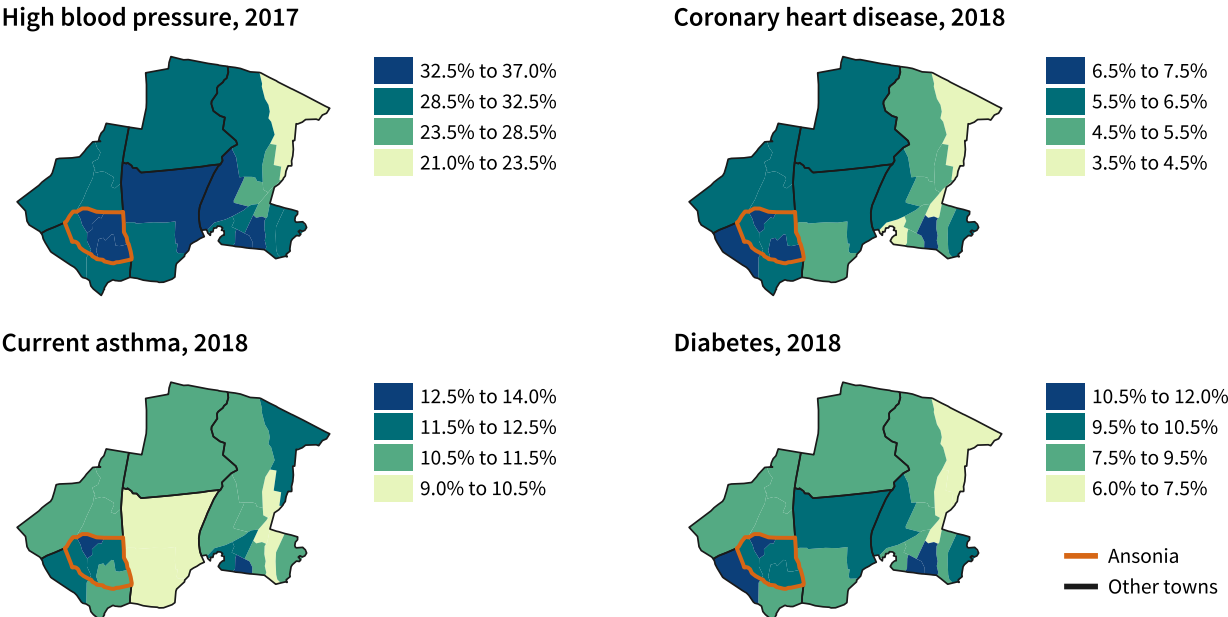 High blood pressure, 2017
32.5% to 37.0%
28.5% to 32.5%
23.5% to 28.5%
21.0% to 23.5%
Coronary heart disease, 2018
6.5% to 7.5%
5.5% to 6.5%
4.5% to 5.5%
3.5% to 4.5%
Current asthma, 2018
12.5% to 14.0%
11.5% to 12.5%
10.5% to 11.5%
9.0% to 10.5%
Diabetes, 2018
10.5% to 12.0%
9.5% to 10.5%
7.5% to 9.5%
6.0% to 7.5%
Ansonia
Other towns